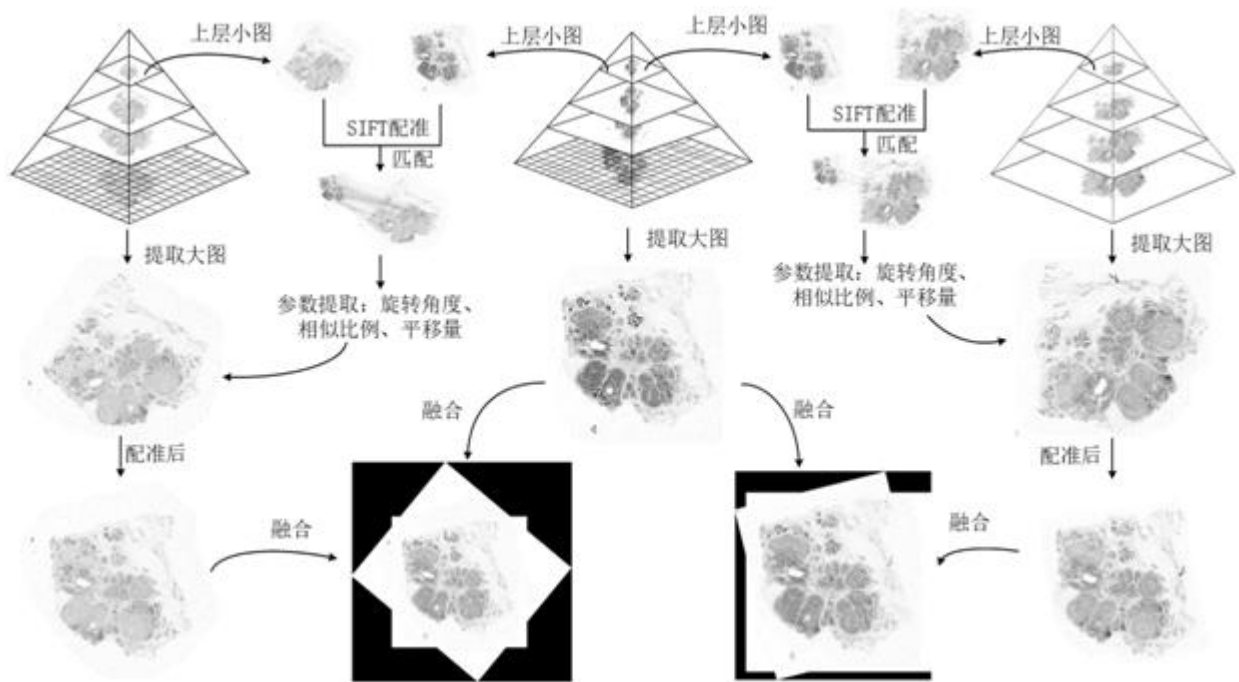 上层小图
上层小图
上层小图
上层小图
SIFT配准
SIFT配准
匹配
匹配
提取大图
提取大图
提取大图
参数提取：旋转角度、
相似比例、平移量
参数提取：旋转角度、
相似比例、平移量
融合
融合
配准后
配准后
融合
融合